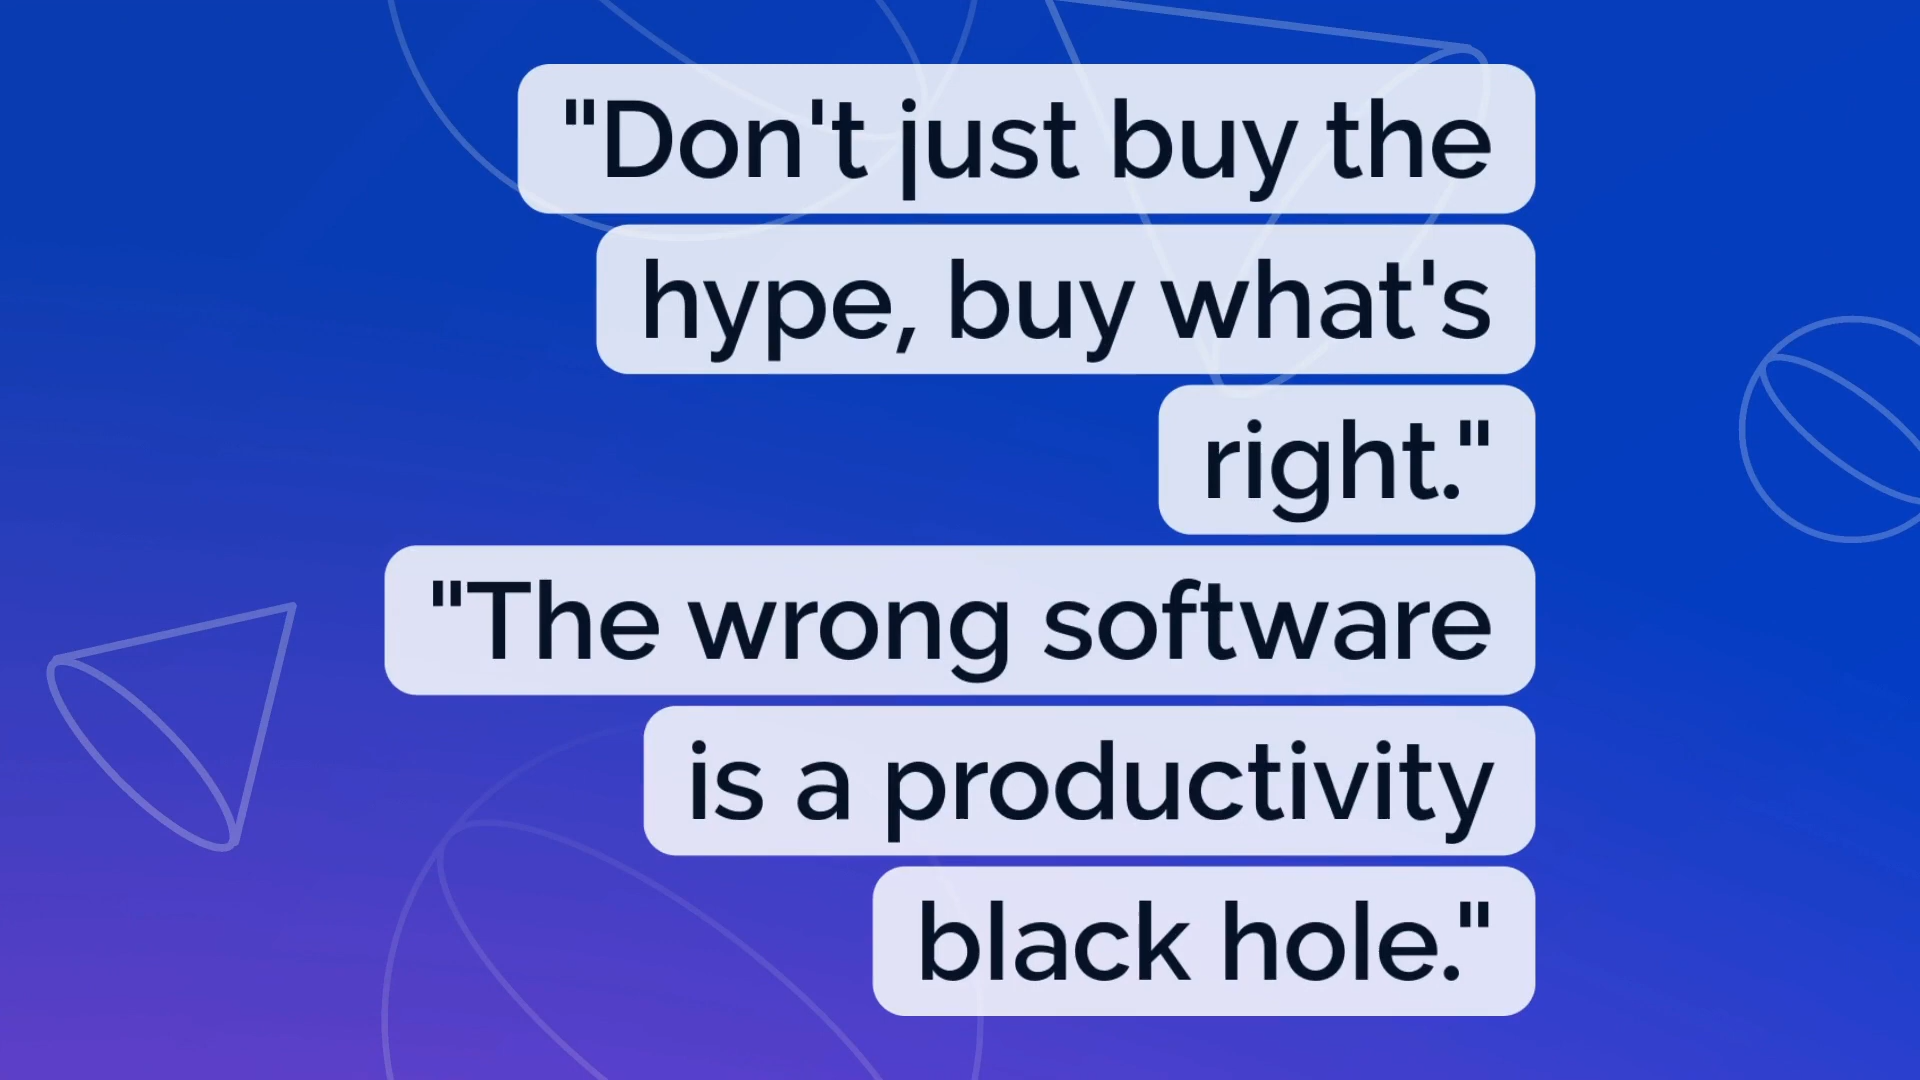 "Don't just buy the
hype, buy what's
right."
"The wrong software
is a productivity
black hole."